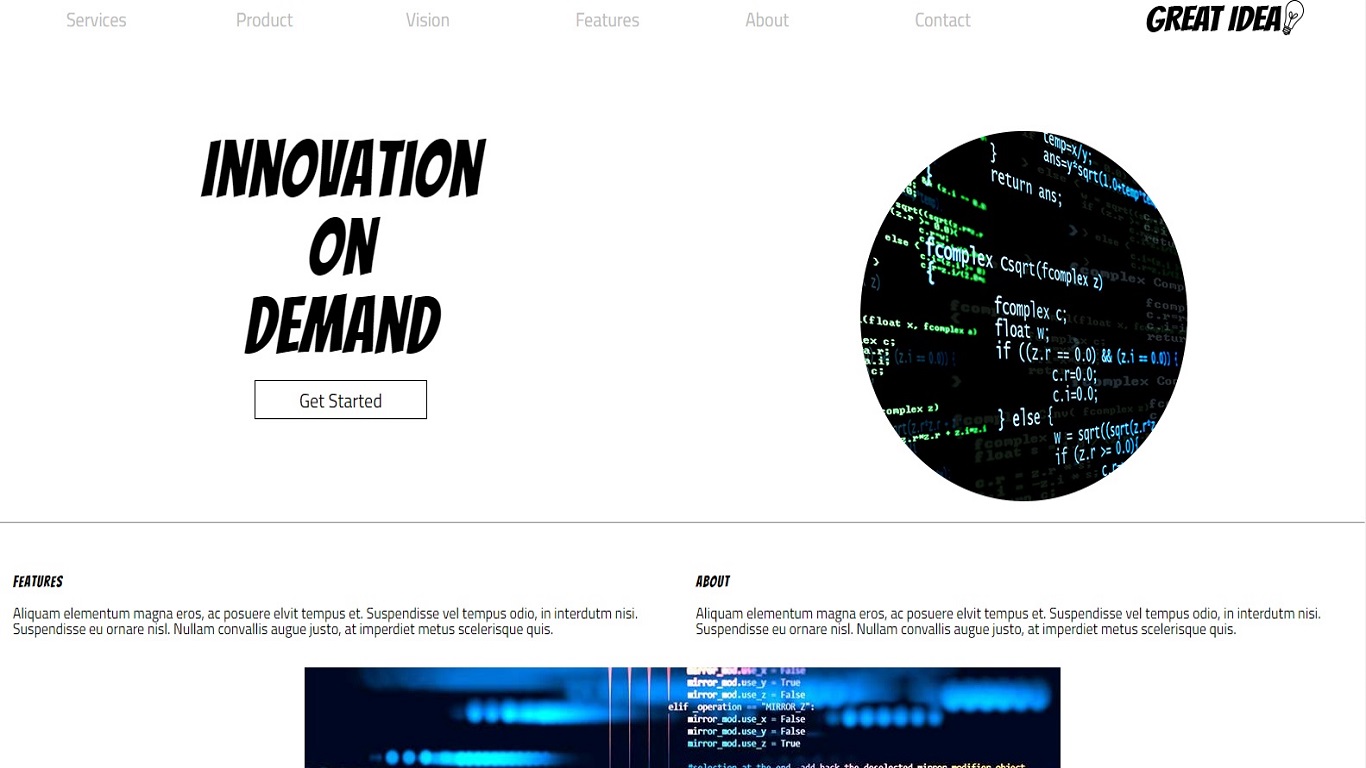 Services Product Vision Features About Contact GREAT IDEA
INNOVATION
ON
DEMAND
Get Started
temp=x/y;
} ans=y*sqrt(1.0+temp*te
return ans;
else {
fcomplex Csqrt(fcomplex z)
{
fcomplex c;
(float x, fcomplex a) float w;
if ((z.r == 0.0) && (z.i == 0.0)) {
c.r=0.0;
c.i=0.0;
omplex z)
} else {
w = sqrt((sqrt(z.r*z
if (z.r >= 0.0){
FEATURES
Aliquam elementum magna eros, ac posuere elvit tempus et. Suspendisse vel tempus odio, in interdutm nisi.
Suspendisse eu ornare nisl. Nullam convallis augue justo, at imperdiet metus scelerisque quis.
ABOUT
Aliquam elementum magna eros, ac posuere elvit tempus et. Suspendisse vel tempus odio, in interdutm nisi.
Suspendisse eu ornare nisl. Nullam convallis augue justo, at imperdiet metus scelerisque quis.
mirror_mod.use_x = False
mirror_mod.use_y = True
mirror_mod.use_z = False
elif _operation == "MIRROR_Z":
mirror_mod.use_x = False
mirror_mod.use_y = False
mirror_mod.use_z = True
#selection at the end -add back the deselected mirror modifier object